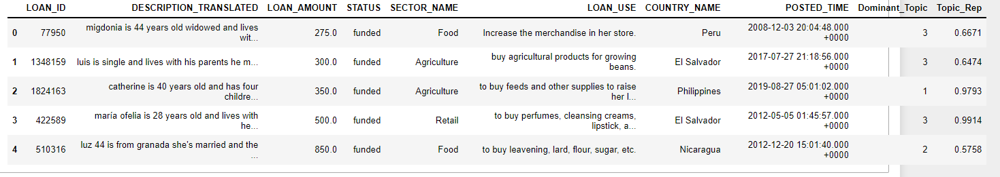 LOAN_ID DESCRIPTION_TRANSLATED LOAN_AMOUNT STATUS SECTOR_NAME LOAN_USE COUNTRY_NAME POSTED_TIME Dominant_Topic Topic_Rep
0 77950 migdonia is 44 years old widowed and lives wit... 275.0 funded Food Increase the merchandise in her store. Peru 2008-12-03 20:04:48.000 +0000 3 0.6671
1 1348159 luis is single and lives with his parents he m... 300.0 funded Agriculture buy agricultural products for growing beans. El Salvador 2017-07-27 21:18:56.000 +0000 3 0.6474
2 1824163 catherine is 40 years old and has four childre... 350.0 funded Agriculture to buy feeds and other supplies to raise her l... Philippines 2019-08-27 05:01:02.000 +0000 1 0.9793
3 422589 maría ofelia is 28 years old and lives with he... 500.0 funded Retail to buy perfumes, cleansing creams, lipstick, a... El Salvador 2012-05-05 01:45:57.000 +0000 3 0.9914
4 510316 luz 44 is from granada she's married and the ... 850.0 funded Food to buy leavening, lard, flour, sugar, etc. Nicaragua 2012-12-20 15:01:40.000 +0000 2 0.5758